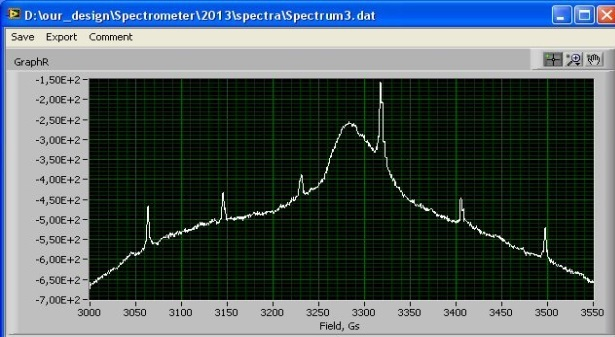 D:\our_design\Spectrometer\2013\spectra\Spectrum3.dat
Save Export Comment
GraphR
-1,50E+2
-2,00E+2
-2,50E+2
-3,00E+2
-3,50E+2
-4,00E+2
-4,50E+2
-5,00E+2
-5,50E+2
-6,00E+2
-6,50E+2
-7,00E+2
3000 3050 3100 3150 3200 3250 3300 3350 3400 3450 3500 3550
Field, Gs